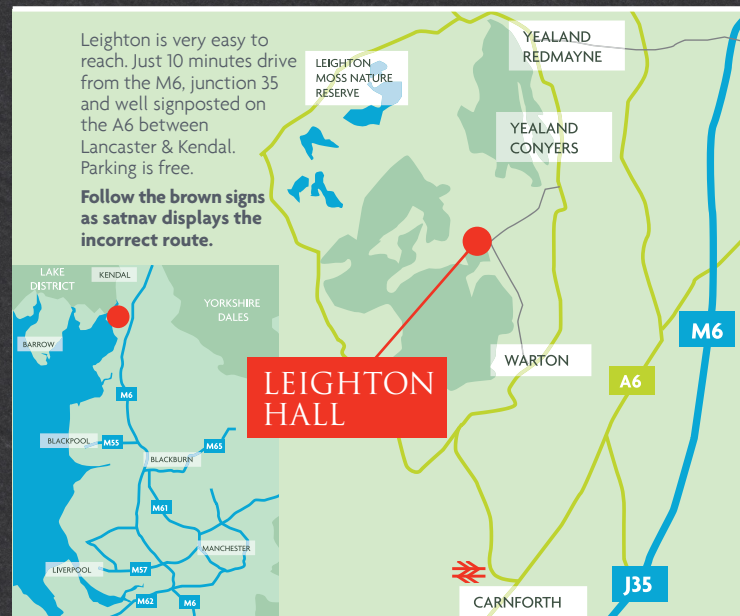 Leighton is very easy to
reach. Just 10 minutes drive
from the M6, junction 35
and well signposted on
the A6 between
Lancaster & Kendal.
Parking is free.
Follow the brown signs
as satnav displays the
incorrect route.
LEIGHTON
MOSS NATURE
RESERVE
YEALAND
REDMAYNE
YEALAND
CONYERS
WARTON
M6
A6
LEIGHTON
HALL
J35
CARNFORTH
LAKE
DISTRICT
KENDAL
YORKSHIRE
DALES
BARROW
M6
BLACKPOOL
M55
M65
BLACKBURN
M61
MANCHESTER
LIVERPOOL
M57
M62
M6